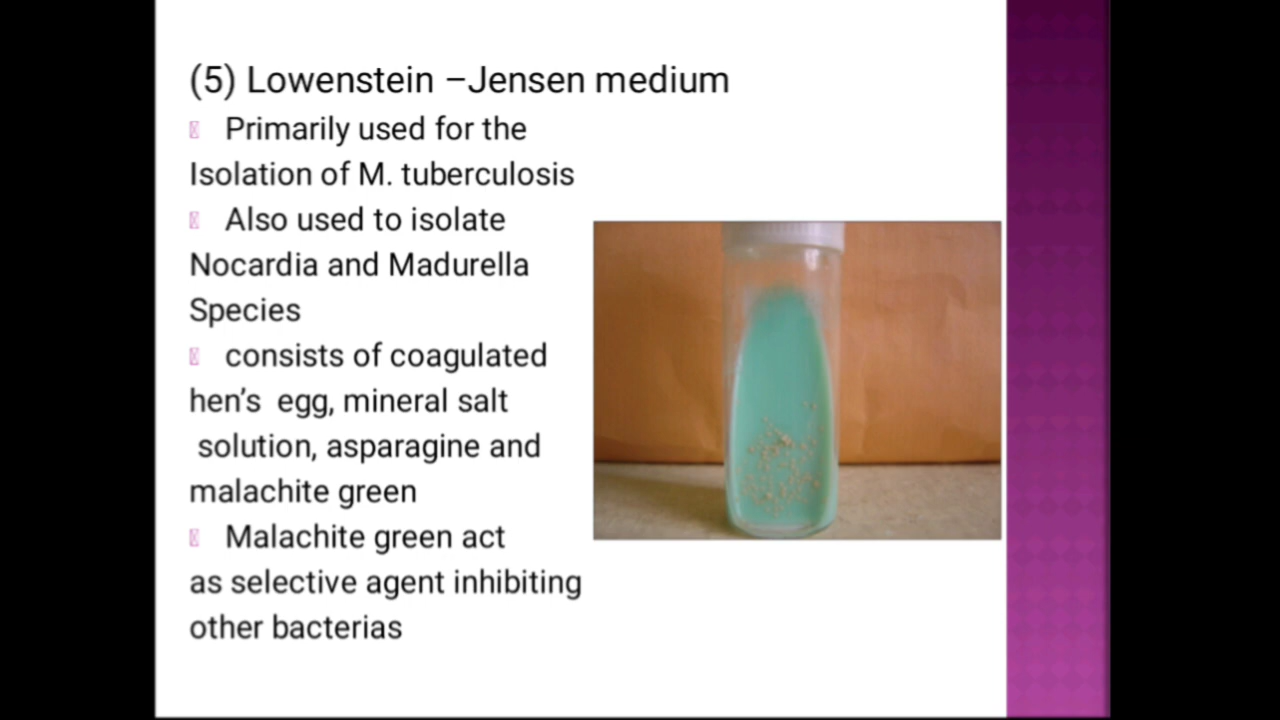 (5) Lowenstein –Jensen medium
Primarily used for the
Isolation of M. tuberculosis
Also used to isolate
Nocardia and Madurella
Species
consists of coagulated
hen’s  egg, mineral salt
solution, asparagine and
malachite green
Malachite green act
as selective agent inhibiting
other bacterias